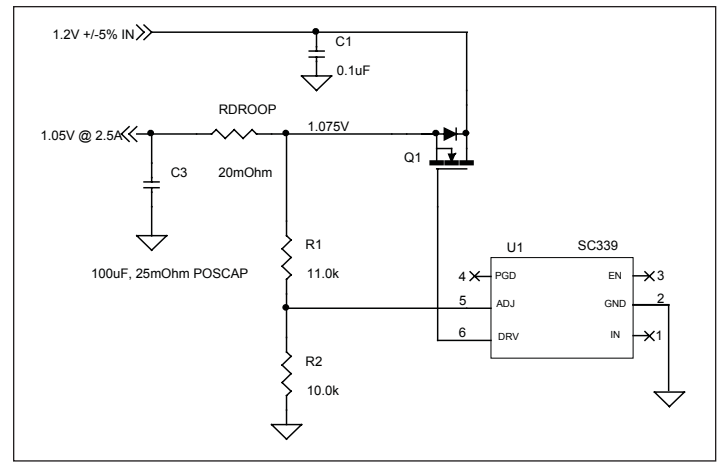 1.2V +/-5% IN
C1
0.1uF
RDROOP
1.075V
1.05V @ 2.5A
Q1
C3
20mOhm
U1
SC339
R1
100uF, 25mOhm POSCAP
11.0k
4
PGD
EN
3
5
ADJ
GND
2
6
DRV
IN
1
R2
10.0k